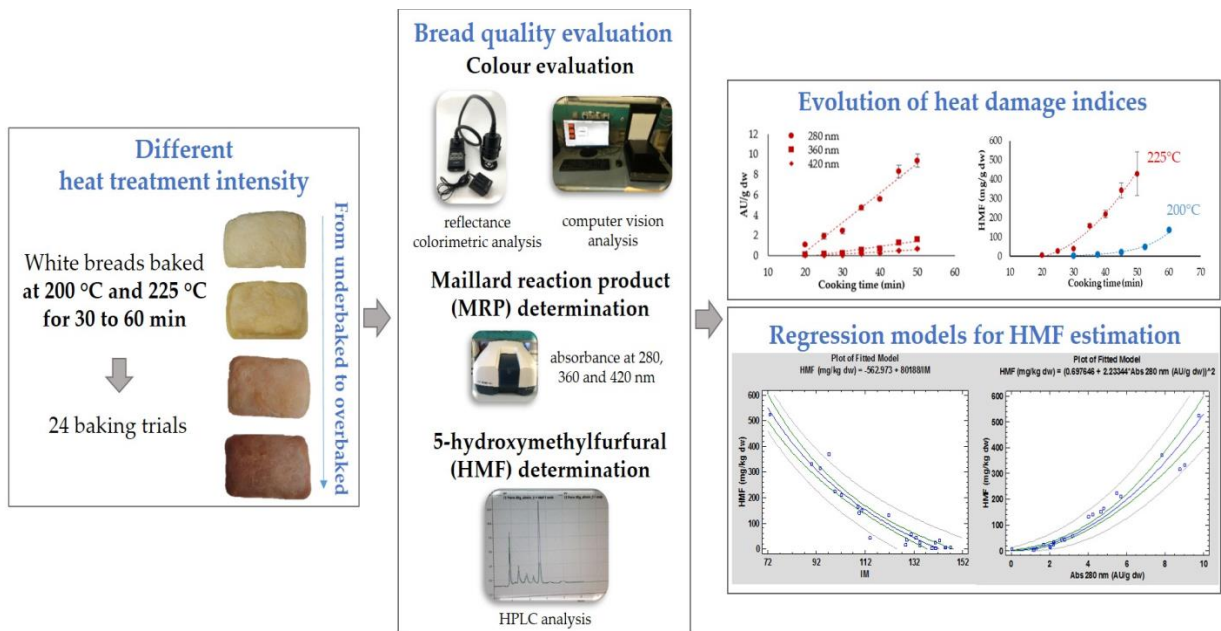 Different
heat treatment intensity
White breads baked
at 200 °C and 225 °C
for 30 to 60 min
24 baking trials
From underbaked to overbaked
Bread quality evaluation
Colour evaluation
reflectance
colorimetric analysis
computer vision
analysis
Maillard reaction product
(MRP) determination
absorbance at 280,
360 and 420 nm
5-hydroxymethylfurfural
(HMF) determination
HPLC analysis
Evolution of heat damage indices
280 nm
360 nm
420 nm
AU/g dw
12
10
8
6
4
2
0
10 20 30 40 50 60
Cooking time (min)
HMF (mg/g dw)
600
500
400
300
200
100
0
225°C
200°C
10 20 30 40 50 60 70
Cooking time (min)
Regression models for HMF estimation
Plot of Fitted Model
HMF (mg/kg dw) = -562.973 + 80188/IM
HMF (mg/kg dw)
600
500
400
300
200
100
0
72 92 112 132 152
IM
Plot of Fitted Model
HMF (mg/kg dw) = (0.697646 + 2.23344*Abs 280 nm (AU/g dw))^2
HMF (mg/kg dw)
600
500
400
300
200
100
0
0 2 4 6 8 10
Abs 280 nm (AU/g dw)